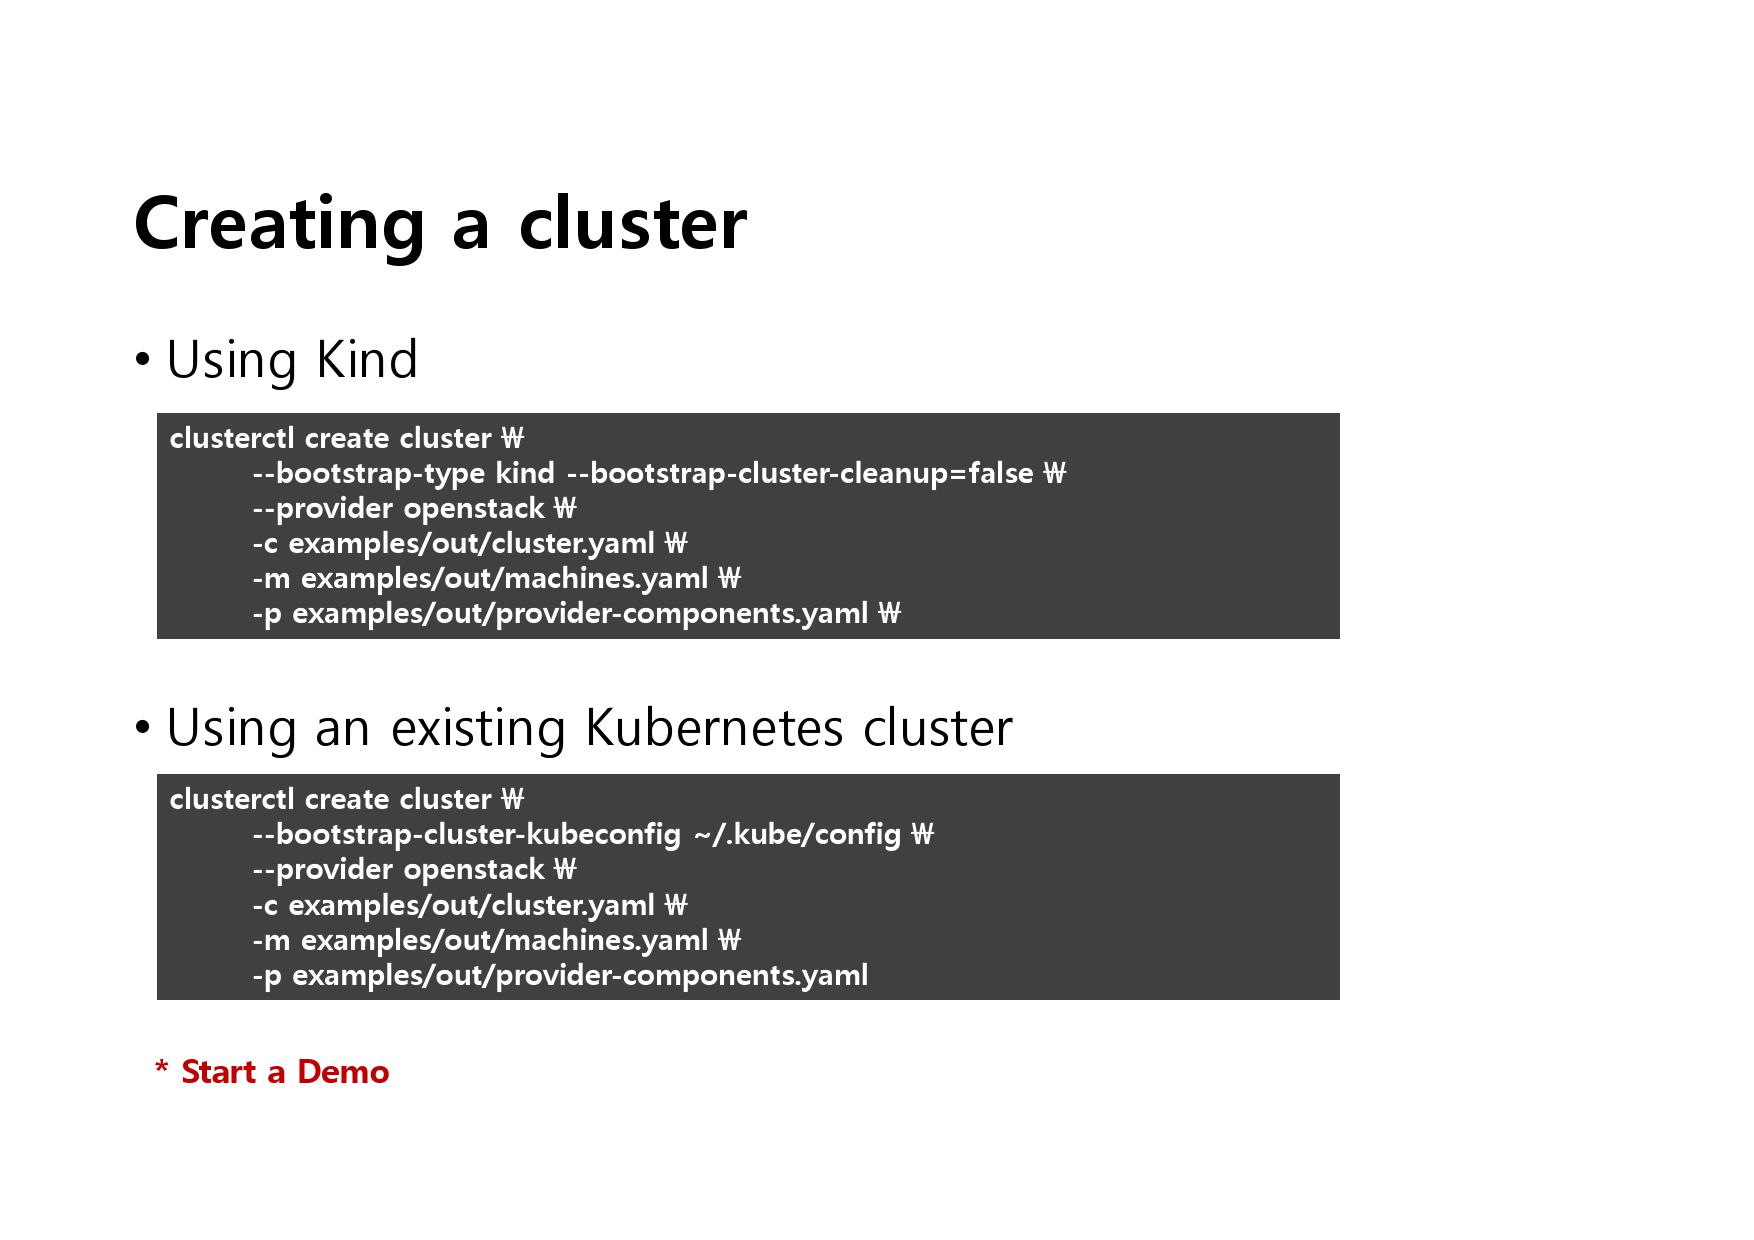 Creating a cluster
• Using Kind
clusterctl create cluster ₩
--bootstrap-type kind --bootstrap-cluster-cleanup=false ₩
--provider openstack ₩
-c examples/out/cluster.yaml ₩
-m examples/out/machines.yaml ₩
-p examples/out/provider-components.yaml ₩
• Using an existing Kubernetes cluster
clusterctl create cluster ₩
--bootstrap-cluster-kubeconfig ~/.kube/config ₩
--provider openstack ₩
-c examples/out/cluster.yaml ₩
-m examples/out/machines.yaml ₩
-p examples/out/provider-components.yaml
* Start a Demo